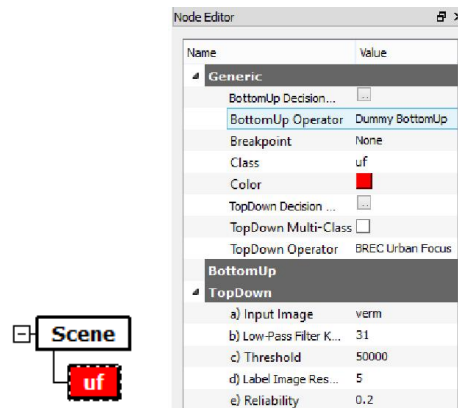 Node Editor
Name Value
Generic
BottomUp Decision... ...
BottomUp Operator Dummy BottomUp
Breakpoint None
Class uf
Color
TopDown Decision ... ...
TopDown Multi-Class
TopDown Operator BREC Urban Focus
BottomUp
TopDown
a) Input Image verm
b) Low-Pass Filter K... 31
c) Threshold 50000
d) Label Image Res... 5
e) Reliability 0.2
Scene
uf